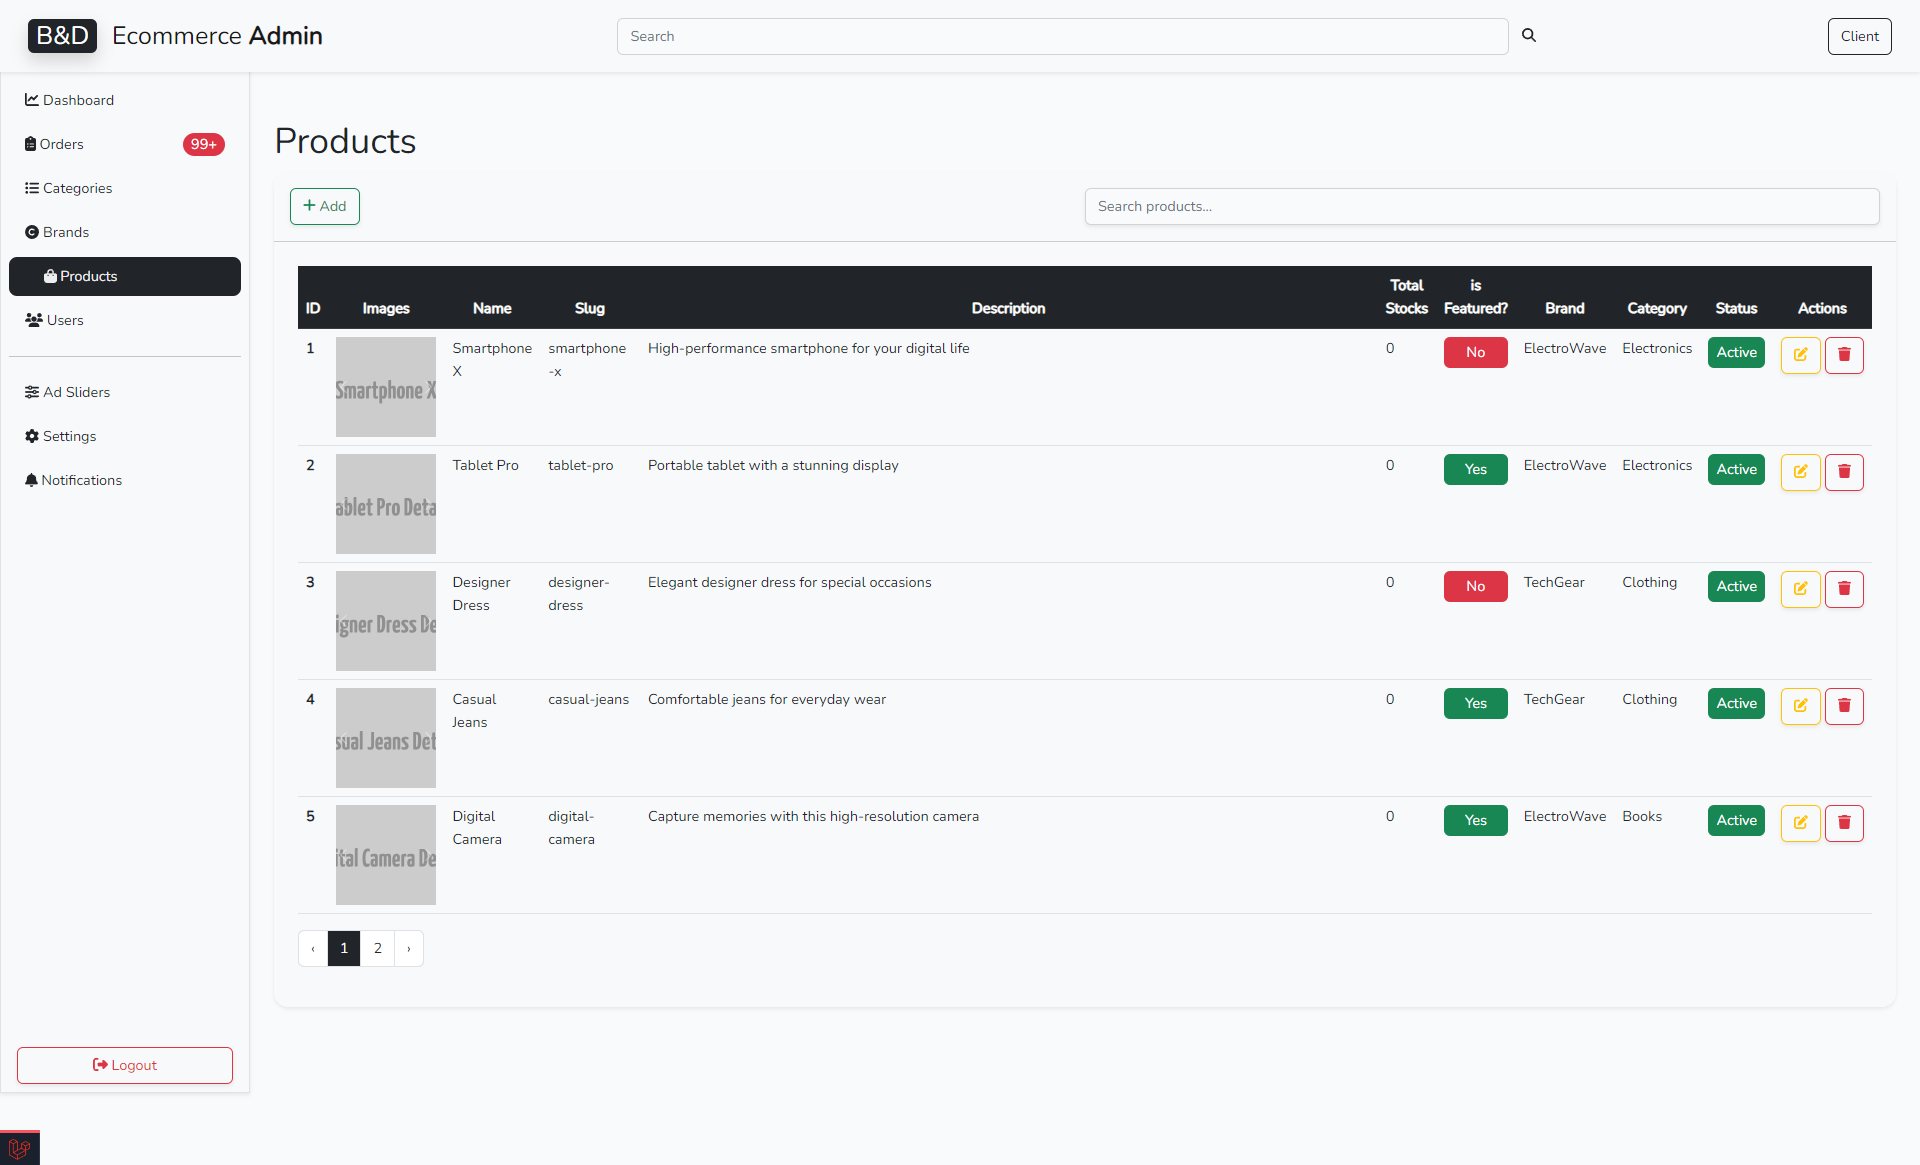 B&D Ecommerce Admin
Search
Client
Dashboard
Orders 99+
Categories
Brands
Products
Users
Ad Sliders
Settings
Notifications
Logout
Products
+ Add
Search products...
ID Images Name Slug Description Total Stocks is Featured? Brand Category Status Actions
1 Smartphone X Smartphone X smartphone-x High-performance smartphone for your digital life 0 No ElectroWave Electronics Active
2 ablet Pro Deta Tablet Pro tablet-pro Portable tablet with a stunning display 0 Yes ElectroWave Electronics Active
3 igner Dress De Designer Dress designer-dress Elegant designer dress for special occasions 0 No TechGear Clothing Active
4 sual Jeans Det Casual Jeans casual-jeans Comfortable jeans for everyday wear 0 Yes TechGear Clothing Active
5 ital Camera De Digital Camera digital-camera Capture memories with this high-resolution camera 0 Yes ElectroWave Books Active
‹ 1 2 ›